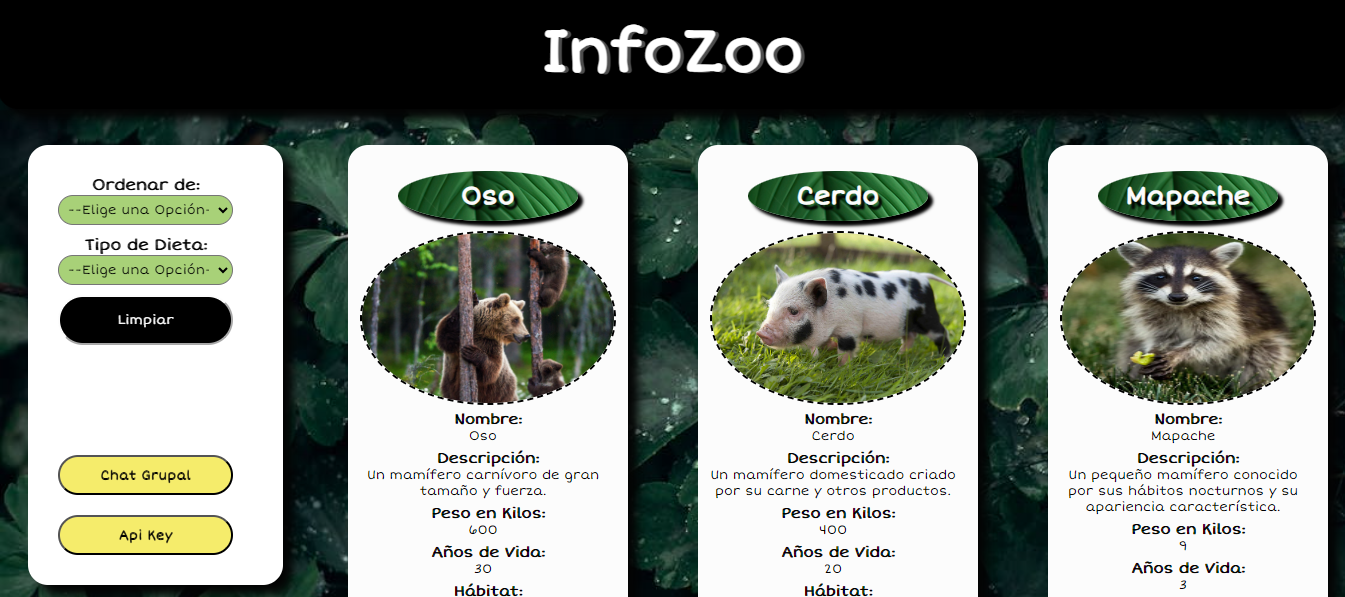 InfoZoo
Ordenar de:
--Elige una Opción-
Tipo de Dieta:
--Elige una Opción-
Limpiar
Chat Grupal
Api Key
Oso
Nombre:
Oso
Descripción:
Un mamífero carnívoro de gran
tamaño y fuerza.
Peso en Kilos:
600
Años de Vida:
30
Hábitat:
Cerdo
Nombre:
Cerdo
Descripción:
Un mamífero domesticado criado
por su carne y otros productos.
Peso en Kilos:
400
Años de Vida:
20
Hábitat:
Mapache
Nombre:
Mapache
Descripción:
Un pequeño mamífero conocido
por sus hábitos nocturnos y su
apariencia característica.
Peso en Kilos:
9
Años de Vida:
3